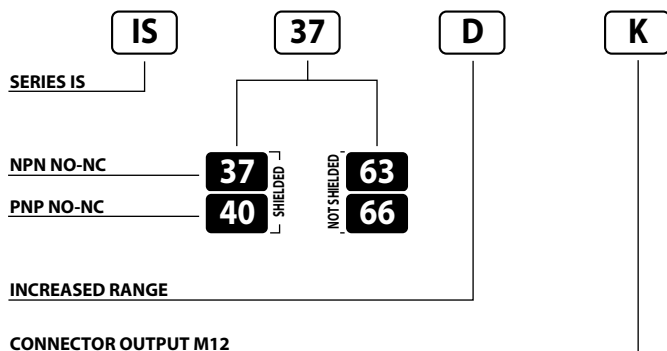 IS 37 D K
SERIES IS
NPN NO-NC 37 SHIELDED NOT SHIELDED 63
PNP NO-NC 40 66
INCREASED RANGE
CONNECTOR OUTPUT M12